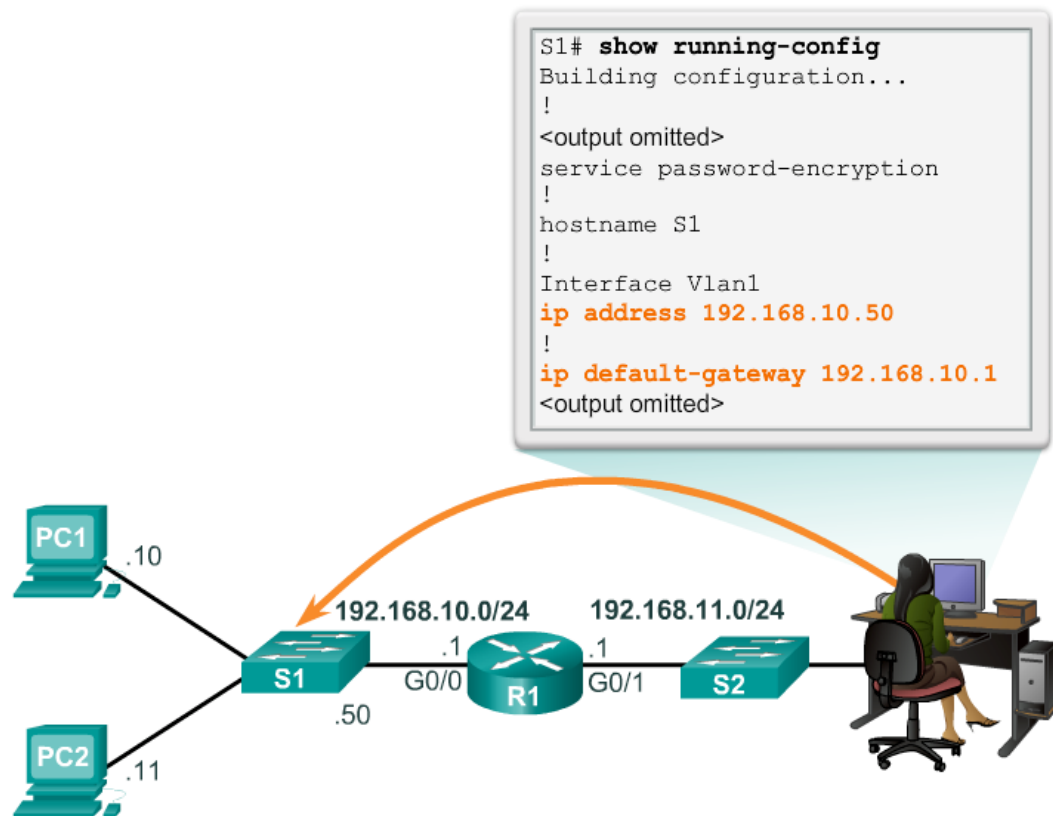 S1# show running-config
Building configuration...
!
<output omitted>
service password-encryption
!
hostname S1
!
Interface Vlan1
ip address 192.168.10.50
!
ip default-gateway 192.168.10.1
<output omitted>
PC1
.10
192.168.10.0/24
192.168.11.0/24
.1
.1
S1
G0/0
R1
G0/1
S2
.50
PC2
.11